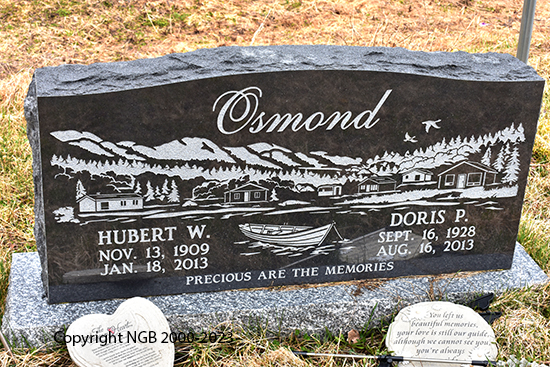 Osmond
HUBERT W.
NOV. 13, 1909
JAN. 18, 2013
DORIS P.
SEPT. 16, 1928
AUG. 16, 2013
PRECIOUS ARE THE MEMORIES
Copyright NGB 2000-2023
You left us
beautiful memories,
your love is still our guide,
although we cannot see you,
you're always